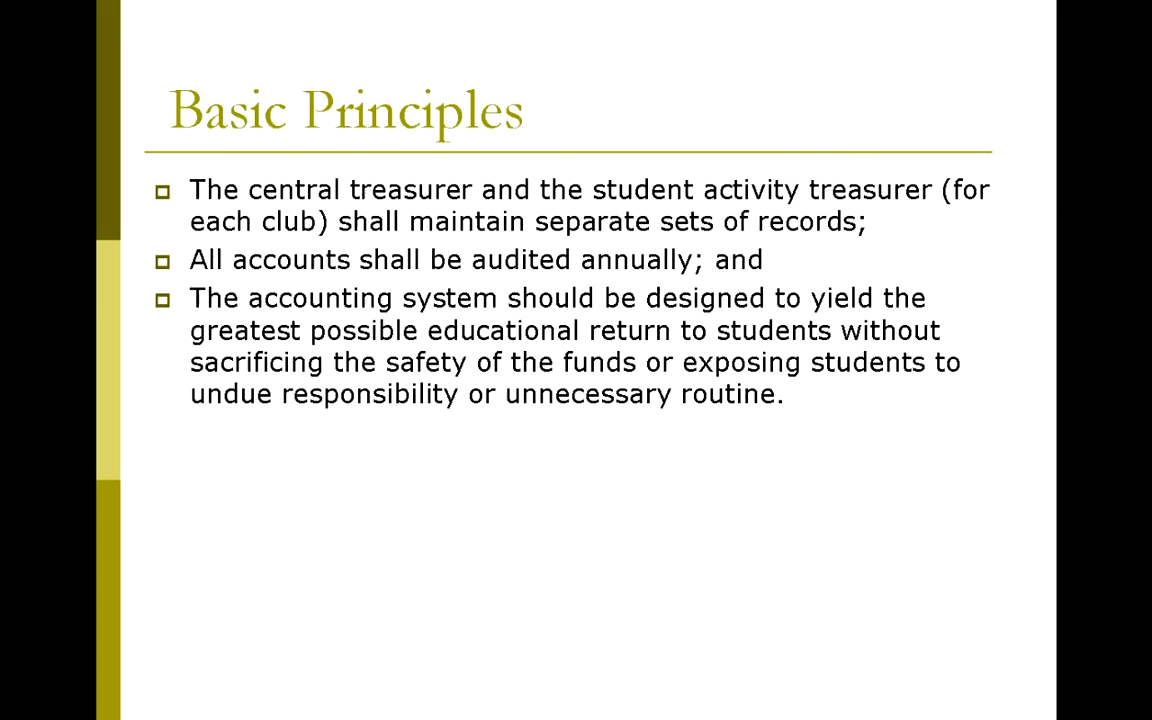 Basic Principles
The central treasurer and the student activity treasurer (for
each club) shall maintain separate sets of records;
All accounts shall be audited annually; and
The accounting system should be designed to yield the
greatest possible educational return to students without
sacrificing the safety of the funds or exposing students to
undue responsibility or unnecessary routine.